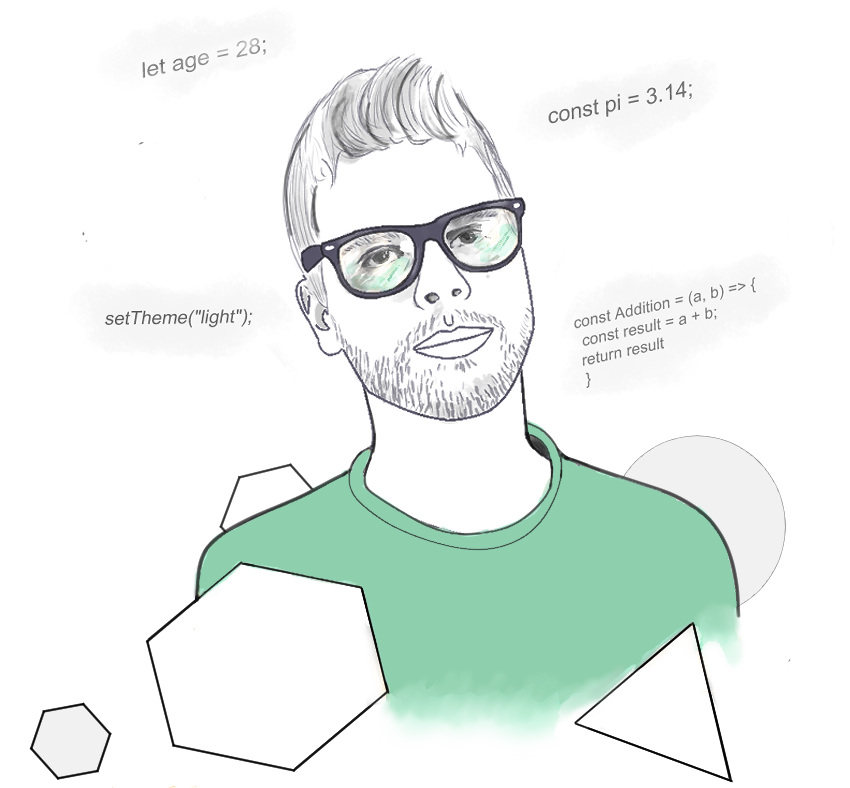 let age = 28;
const pi = 3.14;
setTheme("light");
const Addition = (a, b) => {
const result = a + b;
return result
}